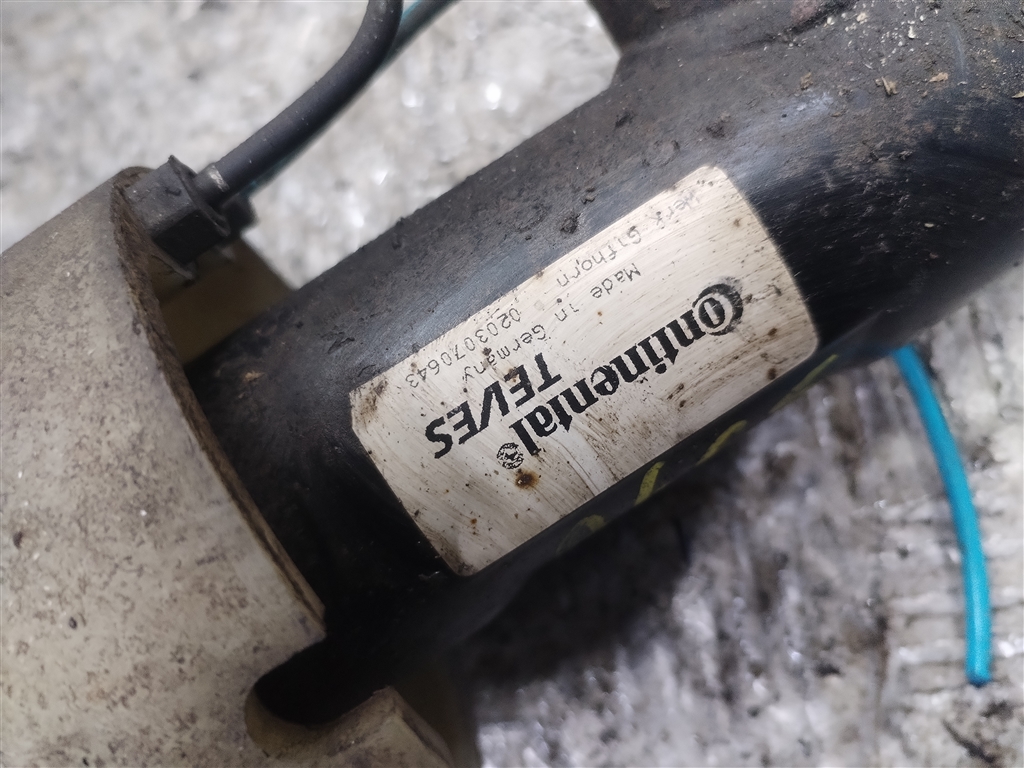 Continental®
TEVES
Made in Germany
Werk Gifhorn 0203070643